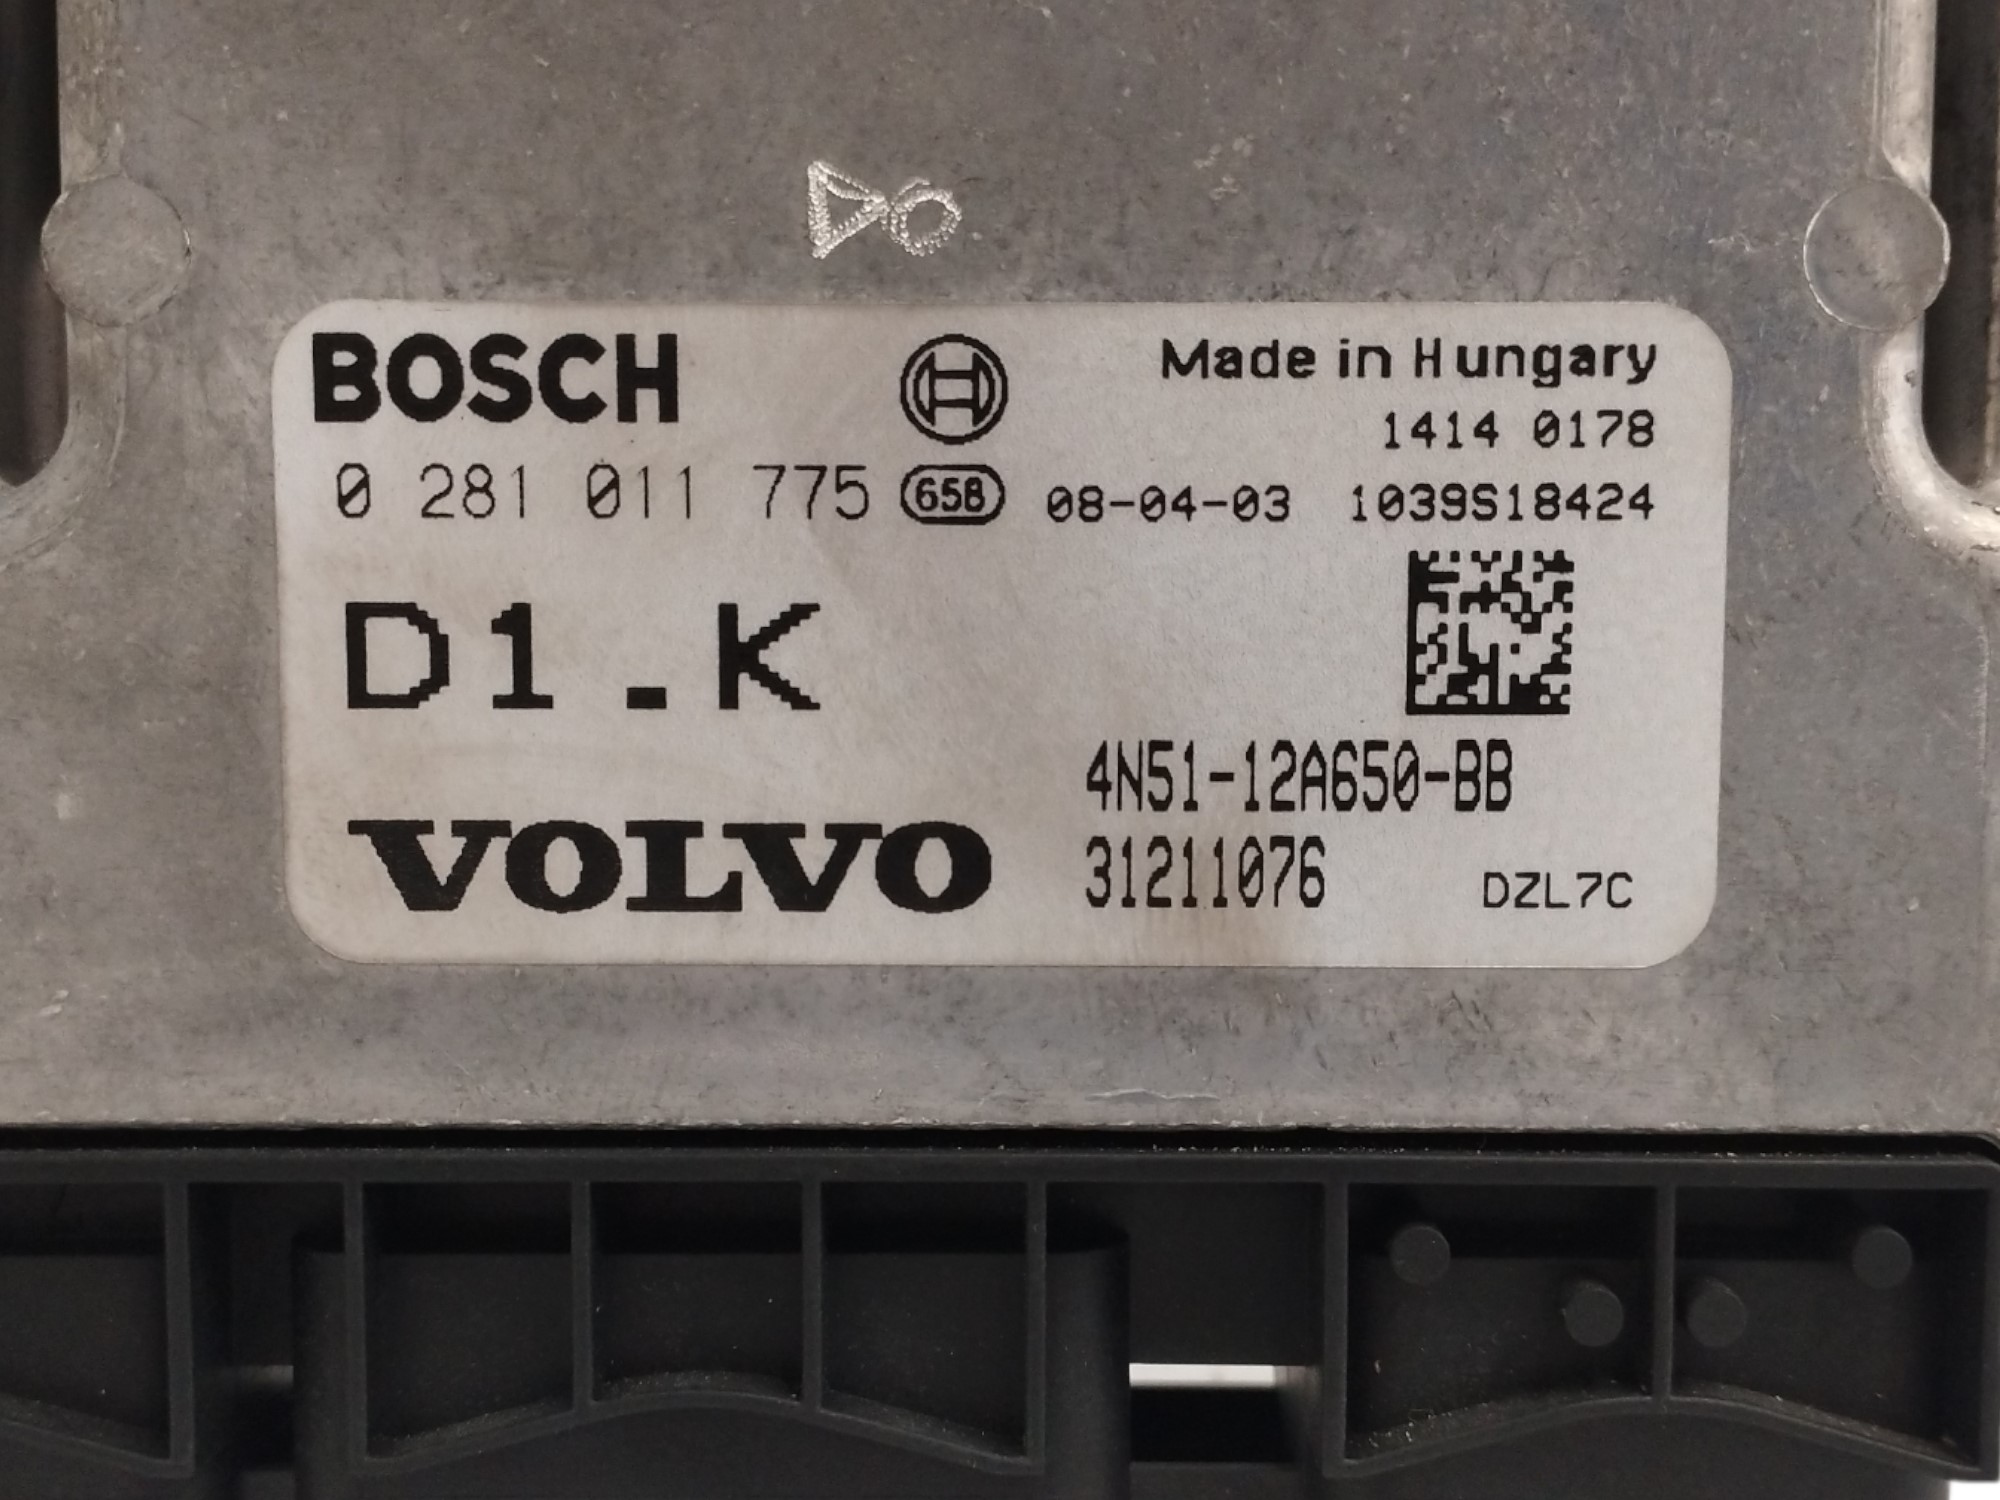 BOSCH
Made in Hungary
1414 0178
0 281 011 775 658 08-04-03 1039S18424
D1.K
4N51-12A650-BB
VOLVO 31211076 DZL7C